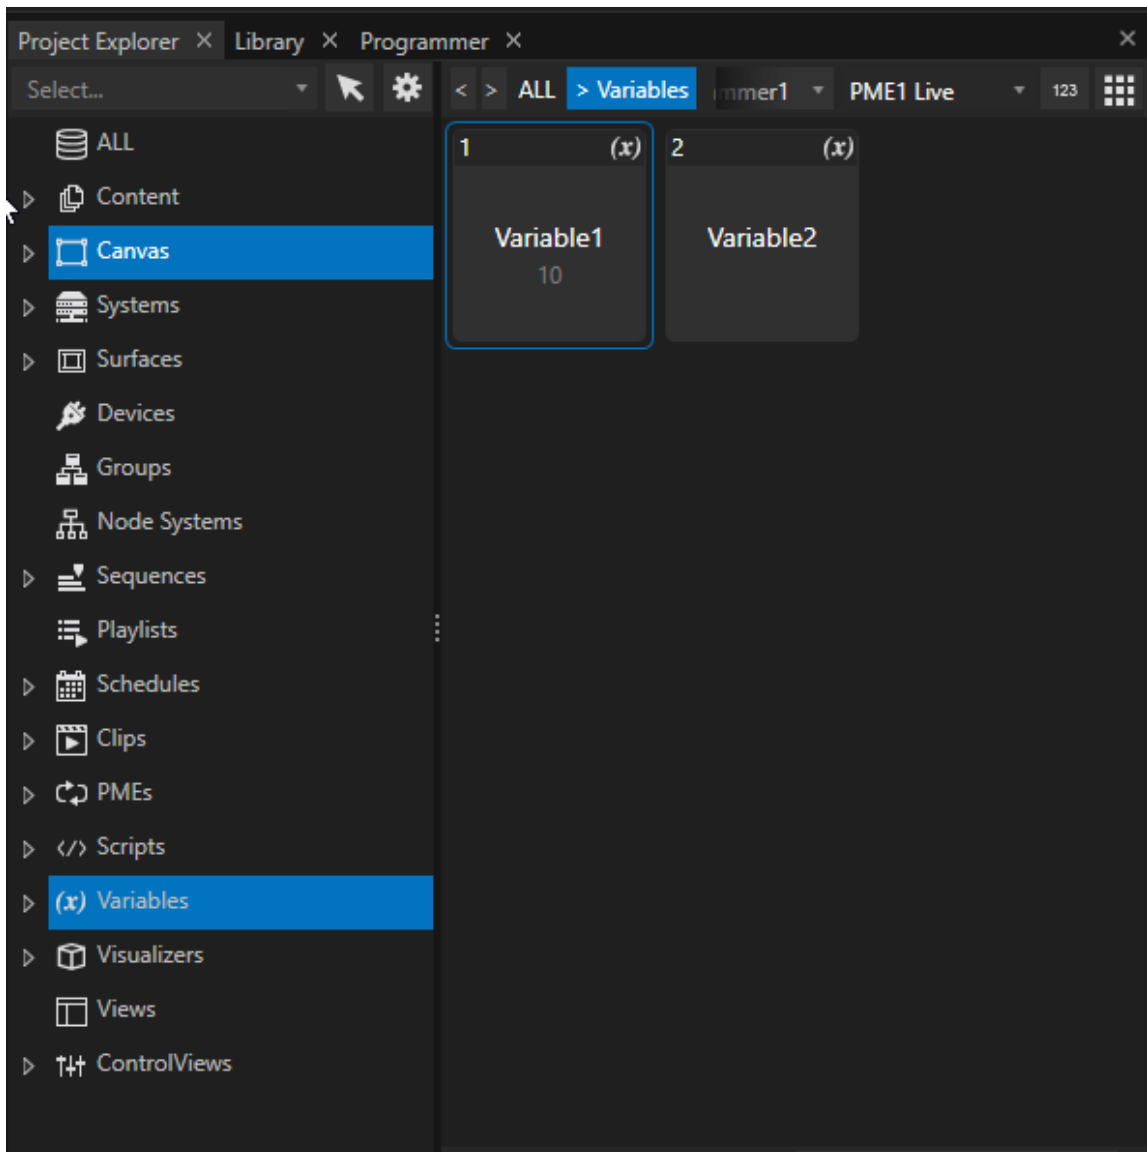 Project Explorer Library Programmer
Select...
< > ALL > Variables mmer1 PME1 Live 123
ALL
Content
Canvas
Systems
Surfaces
Devices
Groups
Node Systems
Sequences
Playlists
Schedules
Clips
PMEs
</> Scripts
(x) Variables
Visualizers
Views
ControlViews
1 (x)
Variable1
10
2 (x)
Variable2